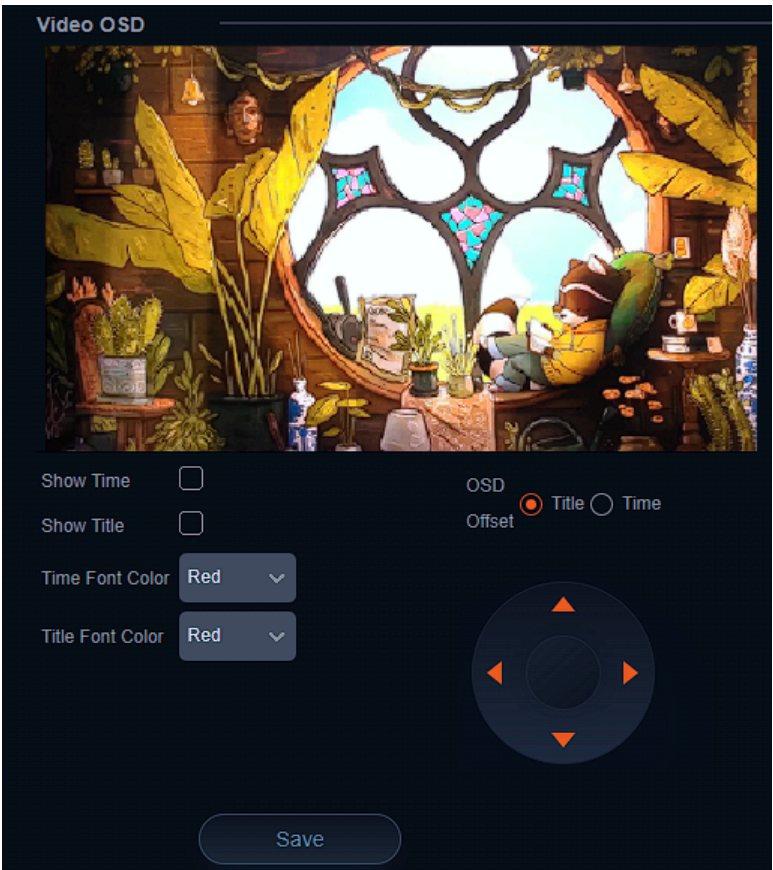 Video OSD
Show Time
Show Title
Time Font Color Red
Title Font Color Red
OSD
Offset
Title Time
Save